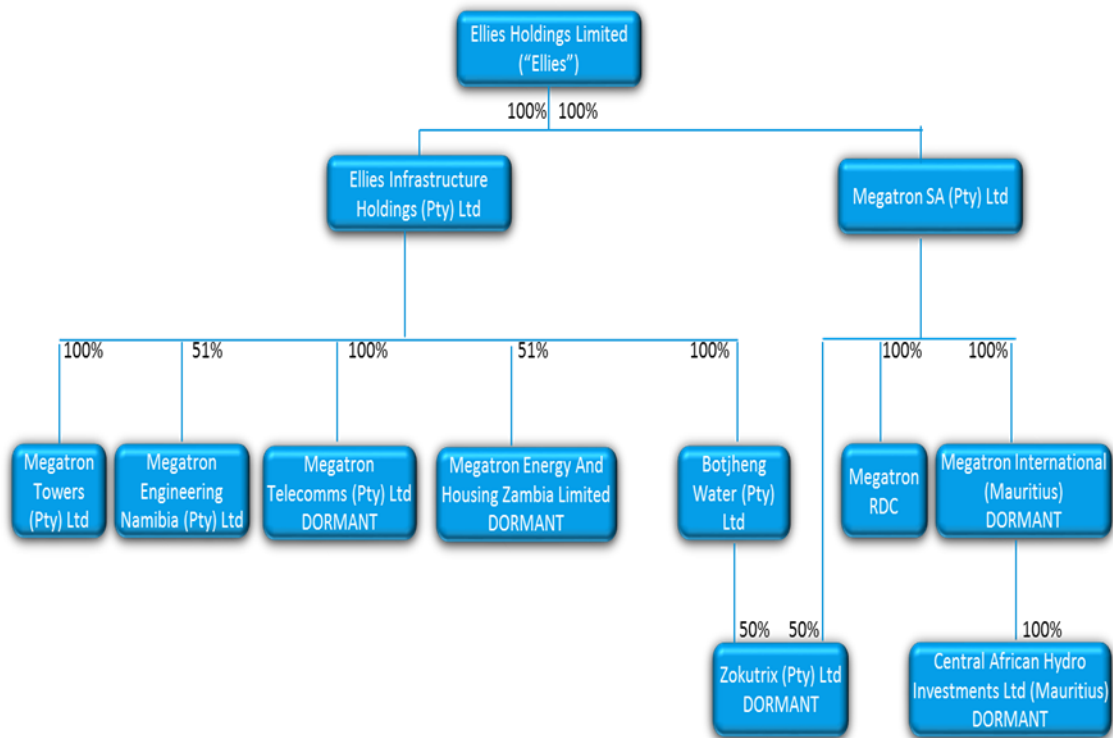 Ellies Holdings Limited
(“Ellies”)
100% 100%
Ellies Infrastructure
Holdings (Pty) Ltd
Megatron SA (Pty) Ltd
100%
51%
100%
51%
100%
100%
100%
Megatron
Towers
(Pty) Ltd
Megatron
Engineering
Namibia (Pty) Ltd
Megatron
Telecomms (Pty) Ltd
DORMANT
Megatron Energy And
Housing Zambia Limited
DORMANT
Botjheng
Water (Pty)
Ltd
Megatron
RDC
Megatron International
(Mauritius)
DORMANT
50%
50%
100%
Zokutrix (Pty) Ltd
DORMANT
Central African Hydro
Investments Ltd (Mauritius)
DORMANT